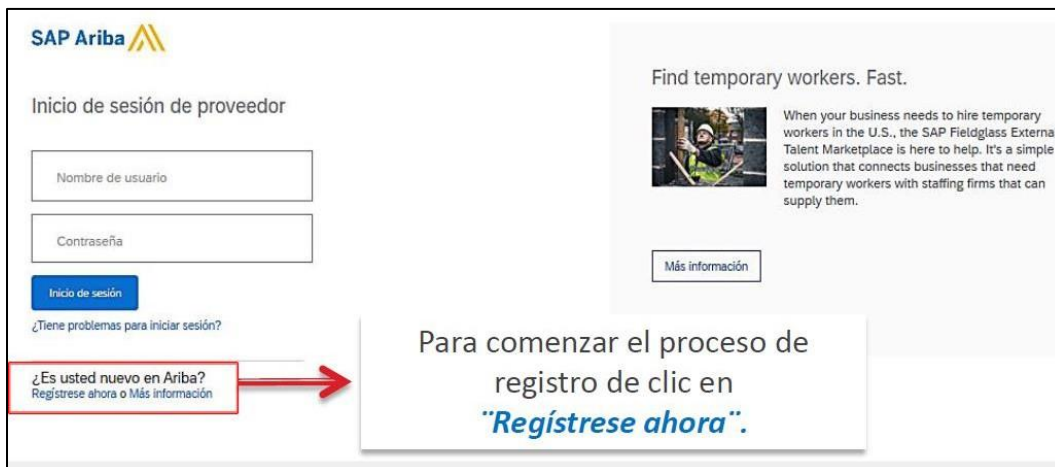 SAP Ariba
Inicio de sesión de proveedor
Nombre de usuario
Contraseña
Inicio de sesión
¿Tiene problemas para iniciar sesión?
¿Es usted nuevo en Ariba?
Regístrese ahora o Más información
Find temporary workers. Fast.
When your business needs to hire temporary
workers in the U.S., the SAP Fieldglass Externa
Talent Marketplace is here to help. It's a simple
solution that connects businesses that need
temporary workers with staffing firms that can
supply them.
Más información
Para comenzar el proceso de
registro de clic en
¨Regístrese ahora¨.